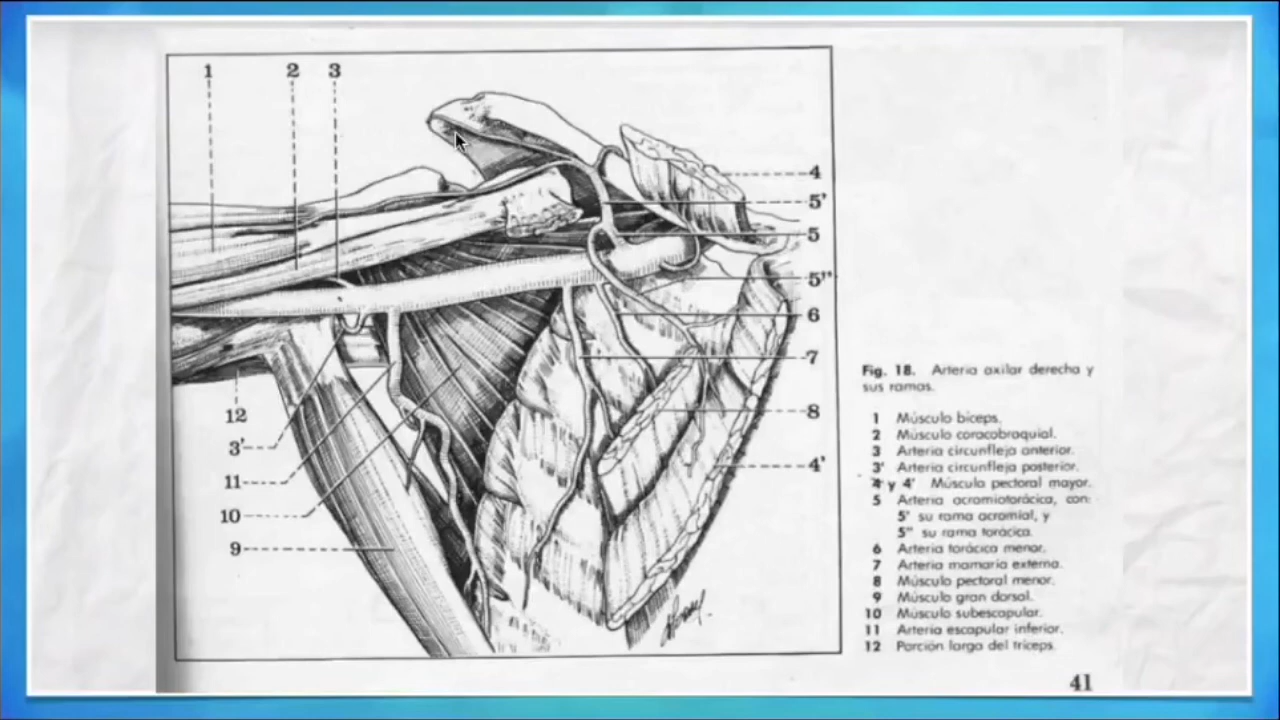 1
2
3
4
5'
5
5"
6
7
8
4'
12
3'
11
10
9
Fig. 18. Arteria axilar derecha y
sus ramas.
1 Músculo bíceps.
2 Músculo coracobraquial.
3 Arteria circunfleja anterior.
3' Arteria circunfleja posterior.
4 y 4' Músculo pectoral mayor.
5 Arteria acromiotorácica, con
5' su rama acromial, y
5" su rama torácica.
6 Arteria torácica menor.
7 Arteria mamaria externa.
8 Músculo pectoral menor.
9 Músculo gran dorsal.
10 Músculo subescapular.
11 Arteria escapular inferior.
12 Porción larga del tríceps.
41